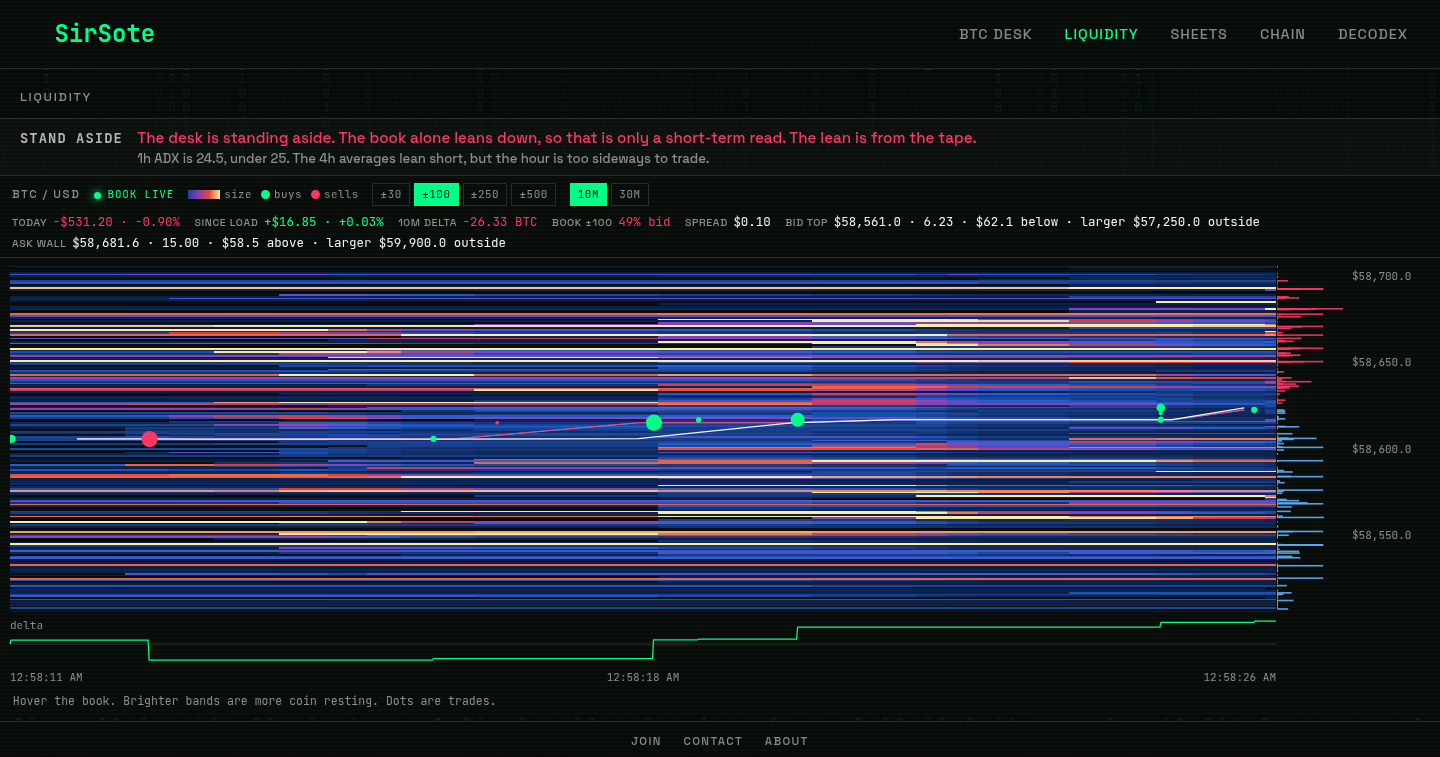 SirSote
BTC DESK LIQUIDITY SHEETS CHAIN DECODEX
LIQUIDITY
STAND ASIDE The desk is standing aside. The book alone leans down, so that is only a short-term read. The lean is from the tape.
1h ADX is 24.5, under 25. The 4h averages lean short, but the hour is too sideways to trade.
BTC / USD BOOK LIVE size buys sells ±30 ±100 ±250 ±500 10M 30M
TODAY -$531.20 · -0.90% SINCE LOAD +$16.85 · +0.03% 10M DELTA -26.33 BTC BOOK ±100 49% bid SPREAD $0.10 BID TOP $58,561.0 · 6.23 · $62.1 below · larger $57,250.0 outside
ASK WALL $58,681.6 · 15.00 · $58.5 above · larger $59,900.0 outside
$58,700.0
$58,650.0
$58,600.0
$58,550.0
delta
12:58:11 AM 12:58:18 AM 12:58:26 AM
Hover the book. Brighter bands are more coin resting. Dots are trades.
JOIN CONTACT ABOUT